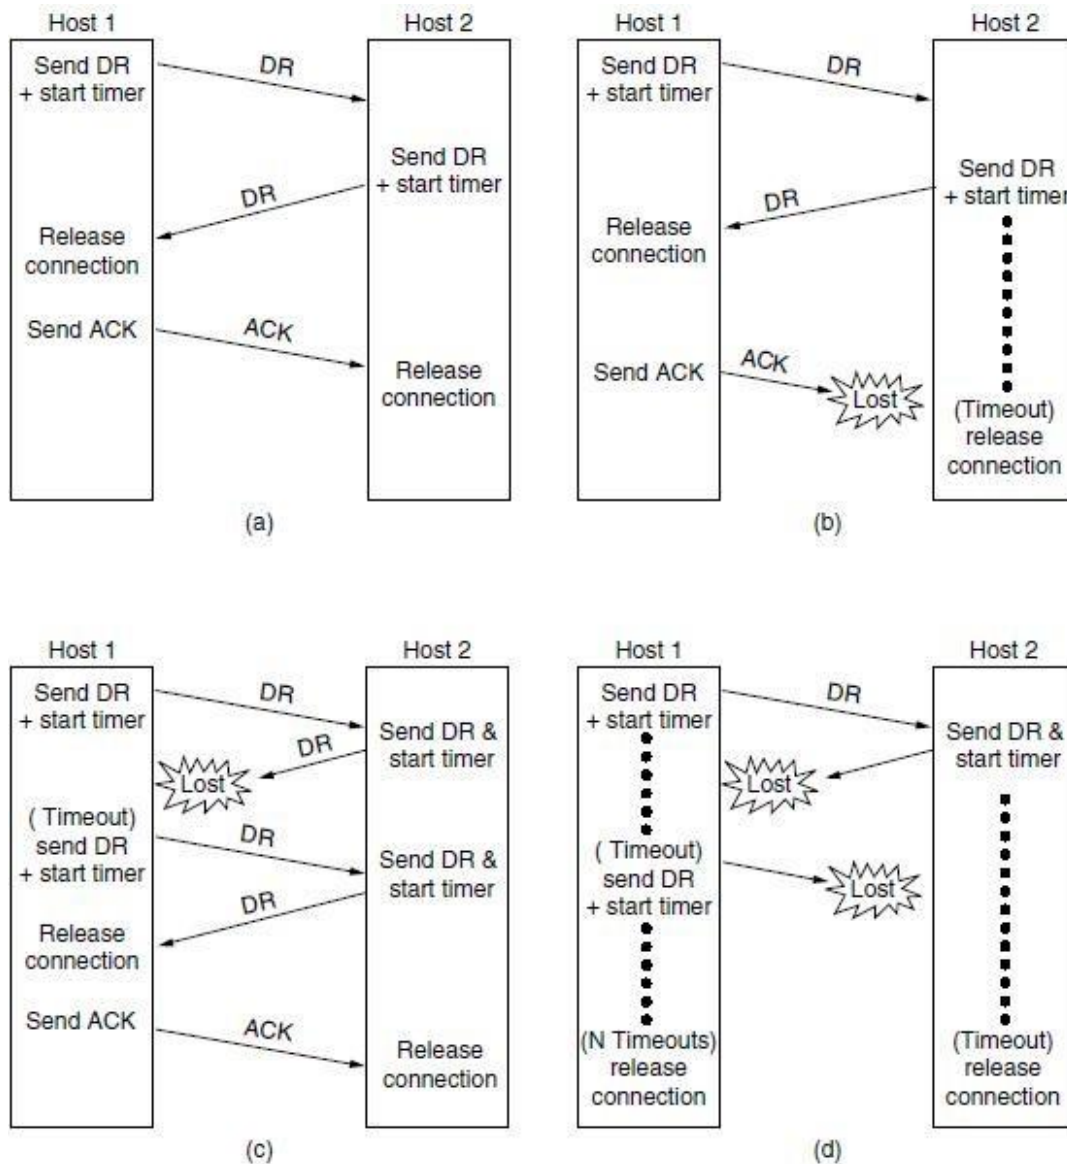 Host 1
Host 2
Send DR
+ start timer
DR
Send DR
+ start timer
DR
Release
connection
Send ACK
ACK
Release
connection
(a)
Host 1
Host 2
Send DR
+ start timer
DR
Send DR
+ start timer
DR
Release
connection
Send ACK
ACK
Lost
(Timeout)
release
connection
(b)
Host 1
Host 2
Send DR
+ start timer
DR
Send DR &
start timer
DR
Lost
( Timeout)
send DR
+ start timer
DR
Send DR &
start timer
DR
Release
connection
Send ACK
ACK
Release
connection
(c)
Host 1
Host 2
Send DR
+ start timer
DR
Send DR &
start timer
Lost
( Timeout)
send DR
+ start timer
Lost
(N Timeouts)
release
connection
(Timeout)
release
connection
(d)